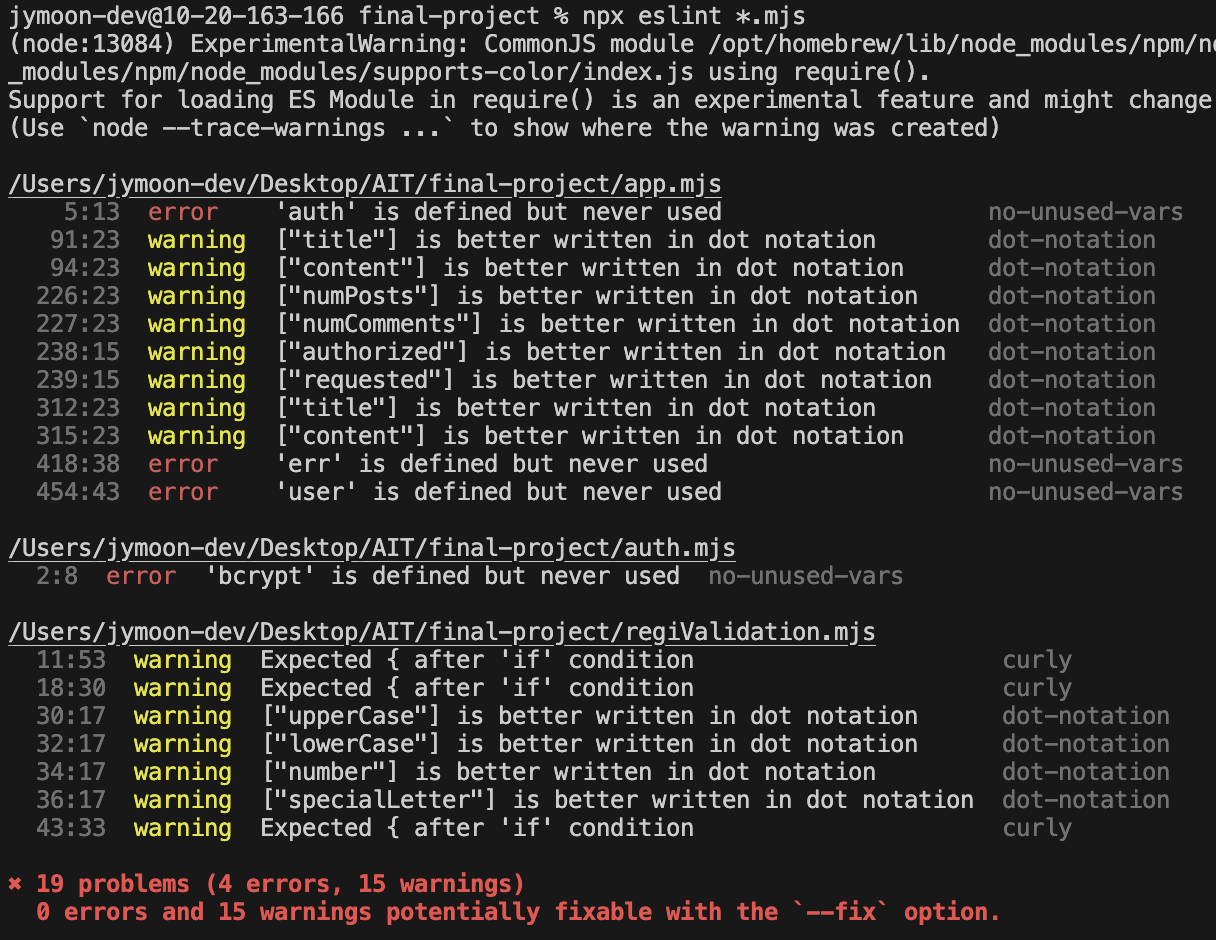 jymoon-dev@10-20-163-166 final-project % npx eslint *.mjs
(node:13084) ExperimentalWarning: CommonJS module /opt/homebrew/lib/node_modules/npm/no
_modules/npm/node_modules/supports-color/index.js using require().
Support for loading ES Module in require() is an experimental feature and might change
(Use `node --trace-warnings ...` to show where the warning was created)
/Users/jymoon-dev/Desktop/AIT/final-project/app.mjs
5:13 error 'auth' is defined but never used no-unused-vars
91:23 warning ["title"] is better written in dot notation dot-notation
94:23 warning ["content"] is better written in dot notation dot-notation
226:23 warning ["numPosts"] is better written in dot notation dot-notation
227:23 warning ["numComments"] is better written in dot notation dot-notation
238:15 warning ["authorized"] is better written in dot notation dot-notation
239:15 warning ["requested"] is better written in dot notation dot-notation
312:23 warning ["title"] is better written in dot notation dot-notation
315:23 warning ["content"] is better written in dot notation dot-notation
418:38 error 'err' is defined but never used no-unused-vars
454:43 error 'user' is defined but never used no-unused-vars
/Users/jymoon-dev/Desktop/AIT/final-project/auth.mjs
2:8 error 'bcrypt' is defined but never used no-unused-vars
/Users/jymoon-dev/Desktop/AIT/final-project/regiValidation.mjs
11:53 warning Expected { after 'if' condition curly
18:30 warning Expected { after 'if' condition curly
30:17 warning ["upperCase"] is better written in dot notation dot-notation
32:17 warning ["lowerCase"] is better written in dot notation dot-notation
34:17 warning ["number"] is better written in dot notation dot-notation
36:17 warning ["specialLetter"] is better written in dot notation dot-notation
43:33 warning Expected { after 'if' condition curly
✖ 19 problems (4 errors, 15 warnings)
0 errors and 15 warnings potentially fixable with the `--fix` option.